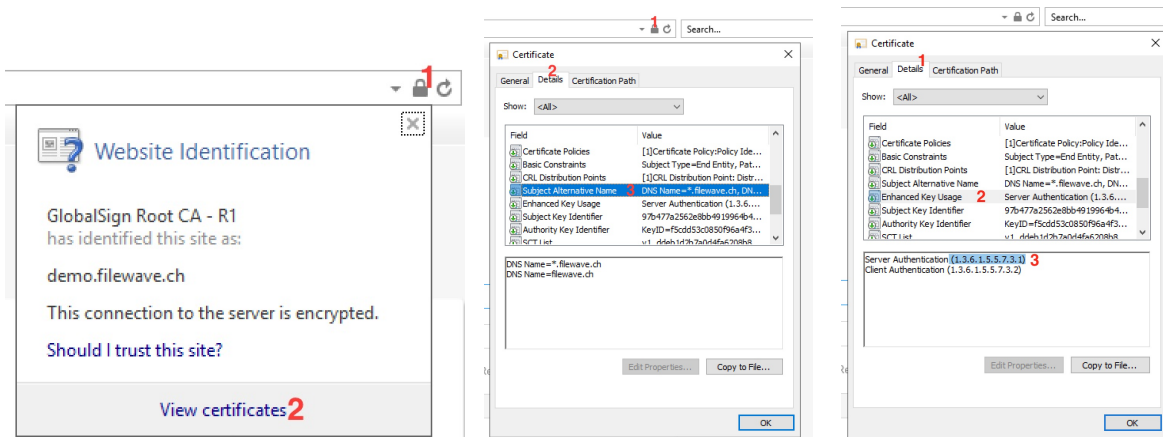 1
Website Identification
GlobalSign Root CA - R1
has identified this site as:
demo.filewave.ch
This connection to the server is encrypted.
Should I trust this site?
View certificates 2
1
Search...
Certificate
2
General Details Certification Path
Show: <All>
Field Value
Certificate Policies [1]Certificate Policy:Policy Ide...
Basic Constraints Subject Type=End Entity, Pat...
CRL Distribution Points [1]CRL Distribution Point: Distr...
Subject Alternative Name 3 DNS Name=*.filewave.ch, DN...
Enhanced Key Usage Server Authentication (1.3.6....
Subject Key Identifier 97b477a2562e8bb4919964b4...
Authority Key Identifier KeyID=f5cdd53c0850f96a4f3...
SCT List v1, ddeb1d2b7a0d4fa6208b8...
DNS Name=*.filewave.ch
DNS Name=filewave.ch
Edit Properties... Copy to File...
OK
Search...
Certificate
1
General Details Certification Path
Show: <All>
Field Value
Certificate Policies [1]Certificate Policy:Policy Ide...
Basic Constraints Subject Type=End Entity, Pat...
CRL Distribution Points [1]CRL Distribution Point: Distr...
Subject Alternative Name DNS Name=*.filewave.ch, DN...
Enhanced Key Usage 2 Server Authentication (1.3.6....
Subject Key Identifier 97b477a2562e8bb4919964b4...
Authority Key Identifier KeyID=f5cdd53c0850f96a4f3...
SCT List v1, ddeb1d2b7a0d4fa6208b8...
Server Authentication (1.3.6.1.5.5.7.3.1) 3
Client Authentication (1.3.6.1.5.5.7.3.2)
Edit Properties... Copy to File...
OK